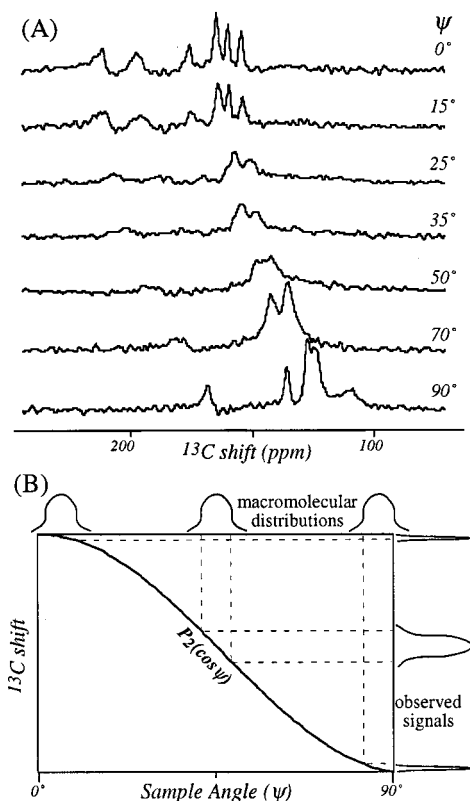 (A)
ψ
0°
15°
25°
35°
50°
70°
90°
200
100
13C shift (ppm)
(B)
macromolecular
distributions
13C shift
P2(cosψ)
observed
signals
0°
90°
Sample Angle (ψ)